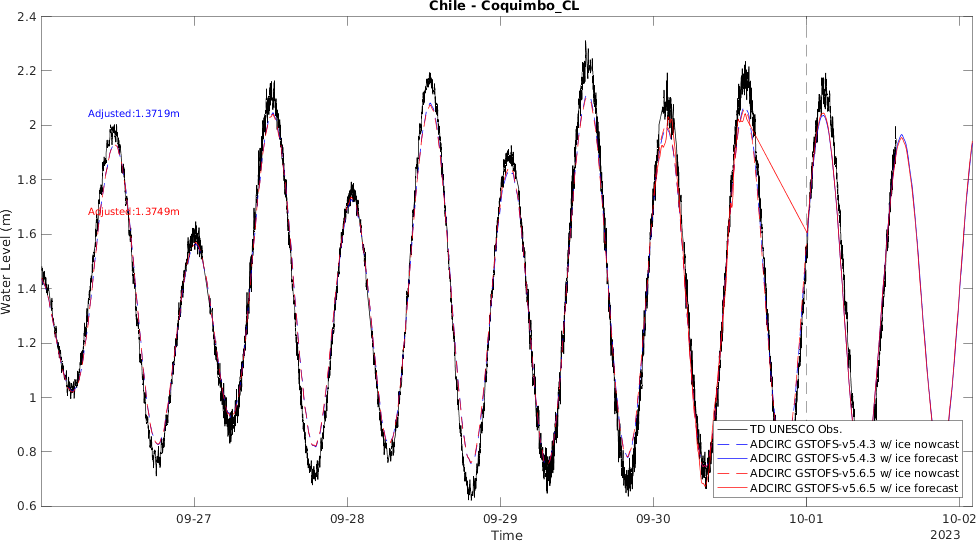 Chile - Coquimbo_CL
2.4
2.2
2
1.8
1.6
1.4
1.2
1
0.8
0.6
Water Level (m)
Adjusted:1.3719m
Adjusted:1.3749m
TD UNESCO Obs.
ADCIRC GSTOFS-v5.4.3 w/ ice nowcast
ADCIRC GSTOFS-v5.4.3 w/ ice forecast
ADCIRC GSTOFS-v5.6.5 w/ ice nowcast
ADCIRC GSTOFS-v5.6.5 w/ ice forecast
09-27
09-28
09-29
09-30
10-01
10-02
Time
2023